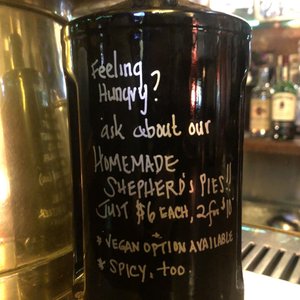 Feeling
Hungry?
ask about our
HOMEMADE
SHEPHERD'S PIES!!
JUST $6 EACH, 2 for $10
* VEGAN OPTION AVAILABLE
* SPICY, too.